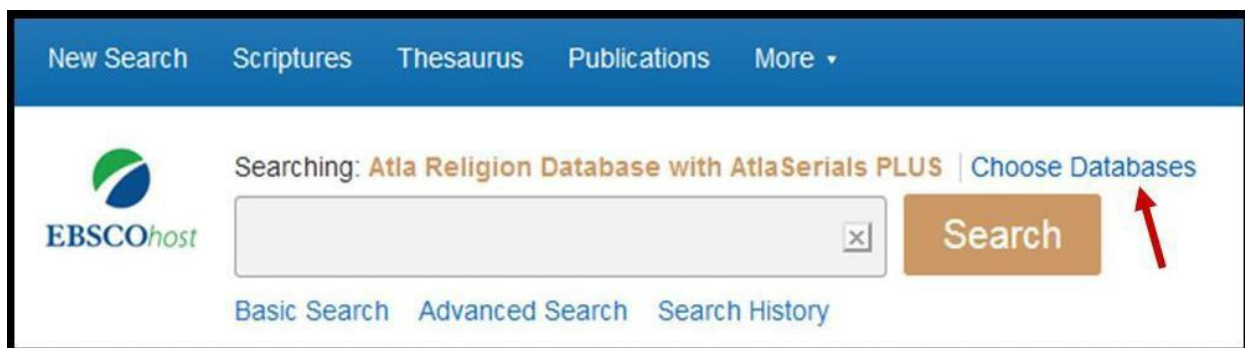 New Search Scriptures Thesaurus Publications More
Searching: Atla Religion Database with AtlaSerials PLUS | Choose Databases
EBSCOhost
Search
Basic Search Advanced Search Search History